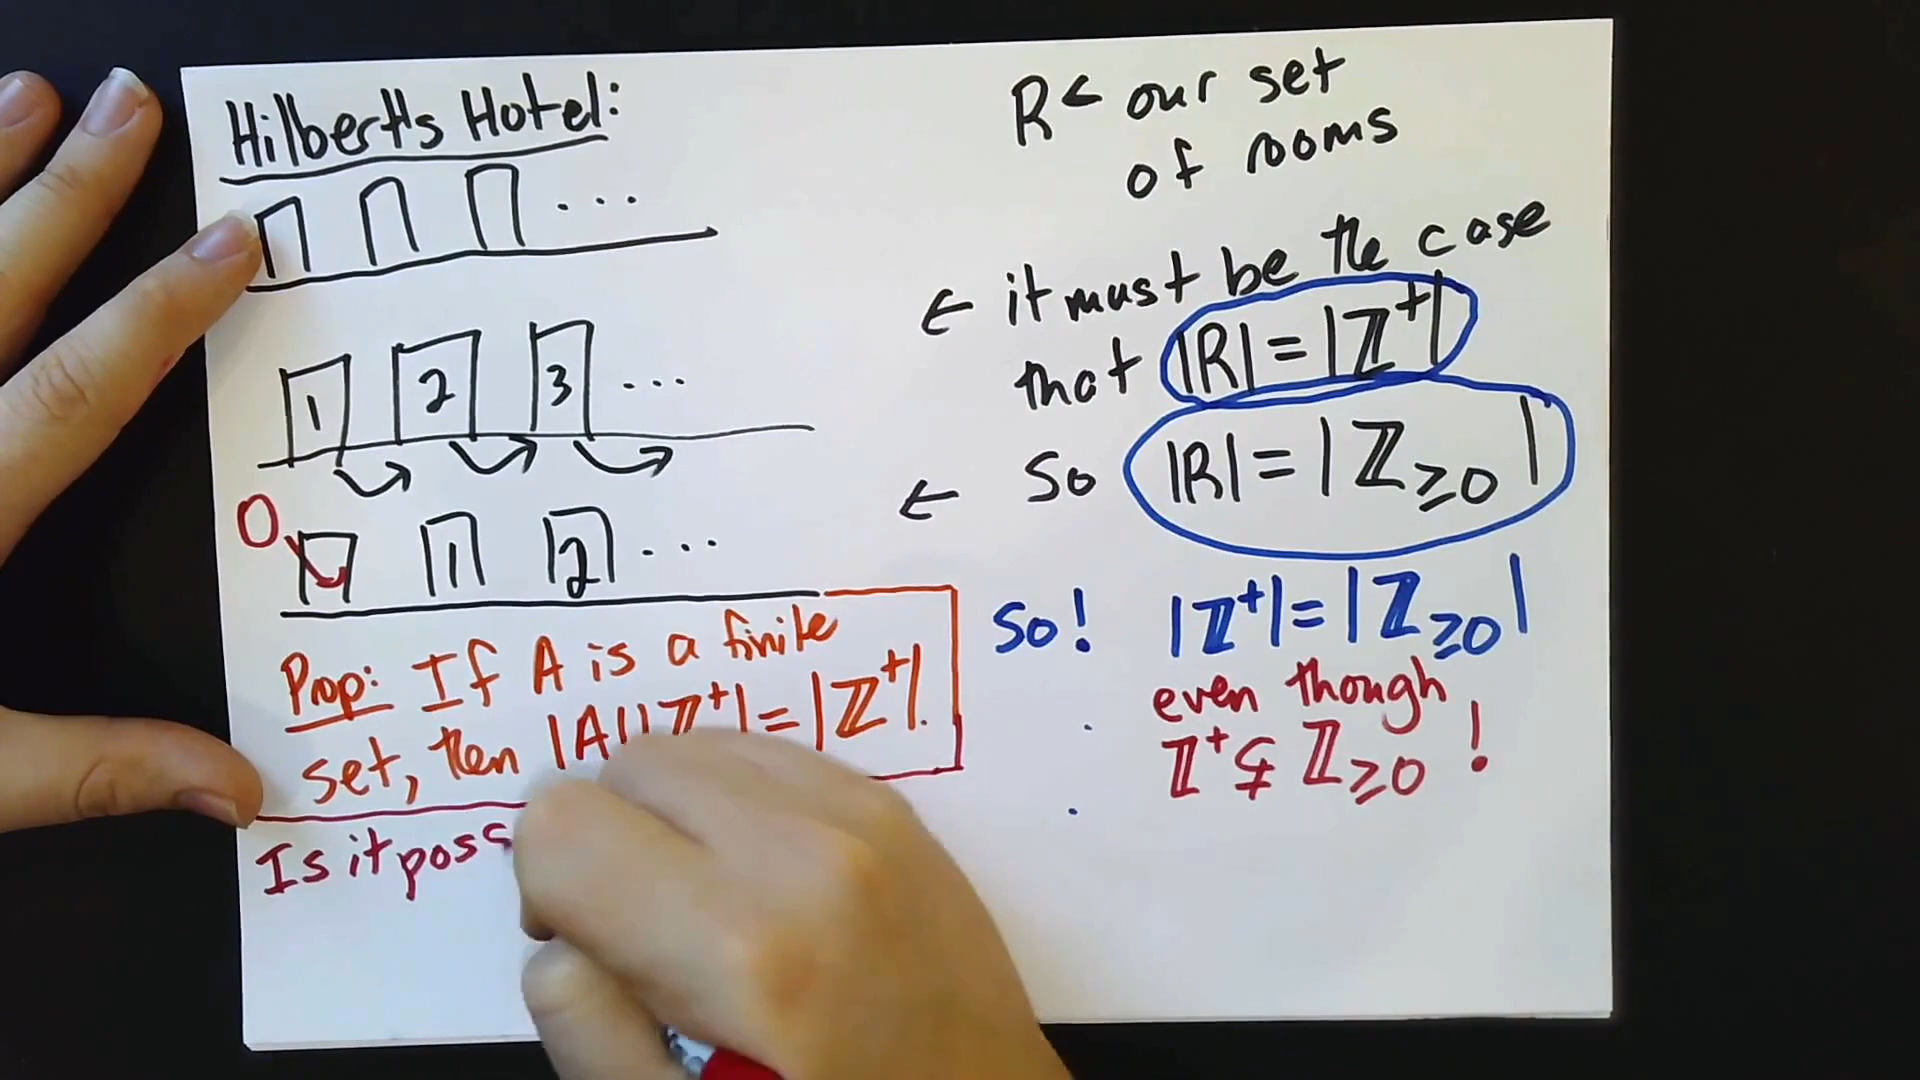 Hilbert's Hotel:
...
1 2 3 ...
0
1 2 ...
Prop: If A is a finite
set, then |A∪ℤ⁺| = |ℤ⁺|.
Is it poss
R ← our set
of rooms
← it must be the case
that |R| = |ℤ⁺|
← So |R| = |ℤ≥0|
So! |ℤ⁺| = |ℤ≥0|
even though
ℤ⁺ ⊊ ℤ≥0 !